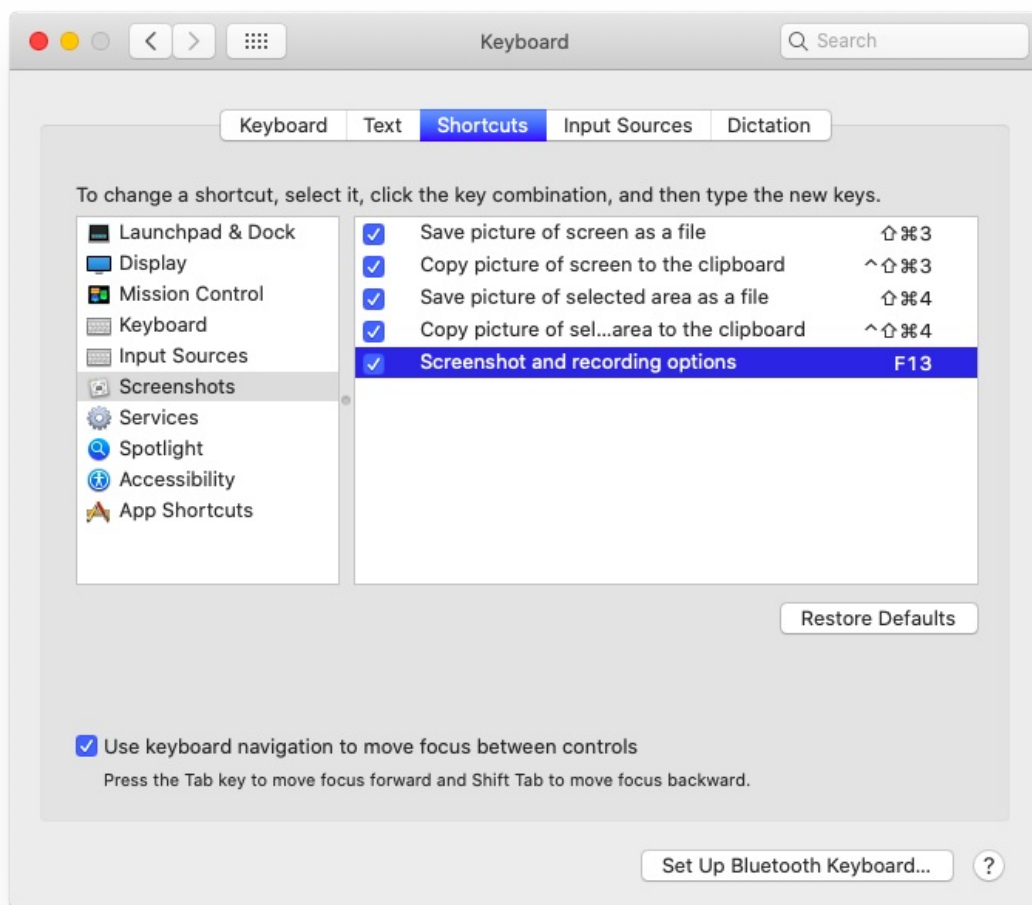 Keyboard
Search
Keyboard Text Shortcuts Input Sources Dictation
To change a shortcut, select it, click the key combination, and then type the new keys.
Launchpad & Dock
Display
Mission Control
Keyboard
Input Sources
Screenshots
Services
Spotlight
Accessibility
App Shortcuts
Save picture of screen as a file ⇧⌘3
Copy picture of screen to the clipboard ^⇧⌘3
Save picture of selected area as a file ⇧⌘4
Copy picture of sel...area to the clipboard ^⇧⌘4
Screenshot and recording options F13
Restore Defaults
Use keyboard navigation to move focus between controls
Press the Tab key to move focus forward and Shift Tab to move focus backward.
Set Up Bluetooth Keyboard... ?